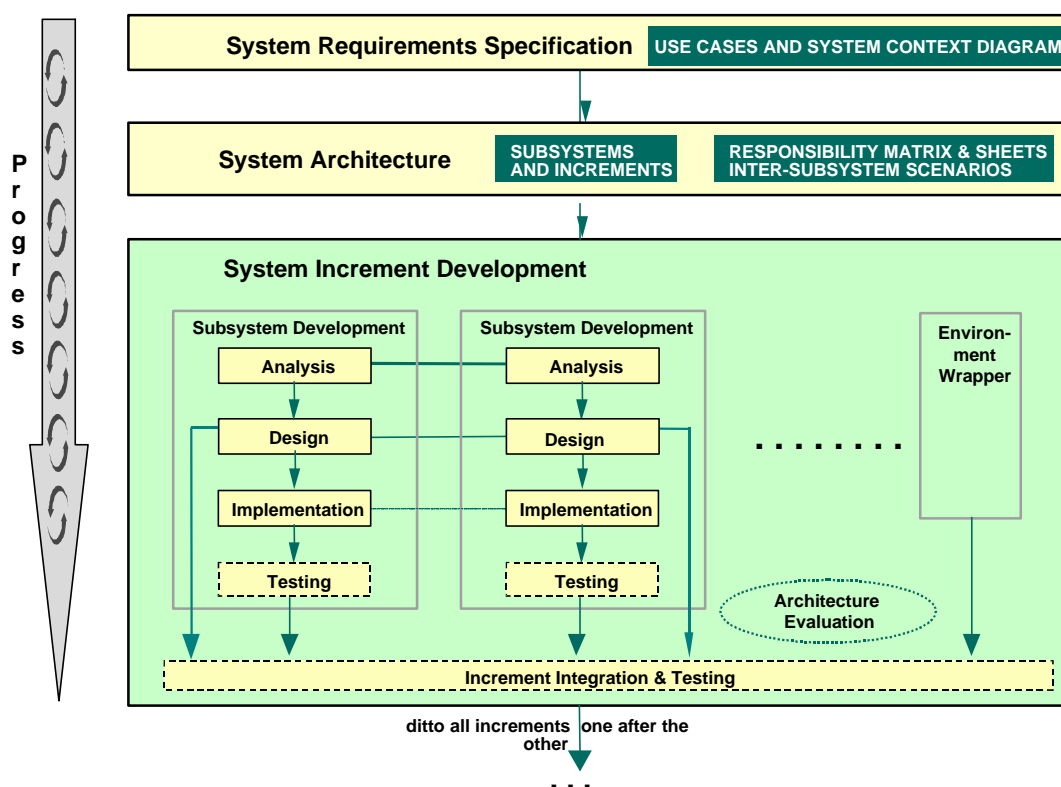 System Requirements Specification
USE CASES AND SYSTEM CONTEXT DIAGRAM
Progress
System Architecture
SUBSYSTEMS
AND INCREMENTS
RESPONSIBILITY MATRIX & SHEETS
INTER-SUBSYSTEM SCENARIOS
System Increment Development
Subsystem Development
Analysis
Design
Implementation
Testing
Subsystem Development
Analysis
Design
Implementation
Testing
. . . . . . . .
Environ-
ment
Wrapper
Architecture
Evaluation
Increment Integration & Testing
ditto all increments one after the
other
. . .